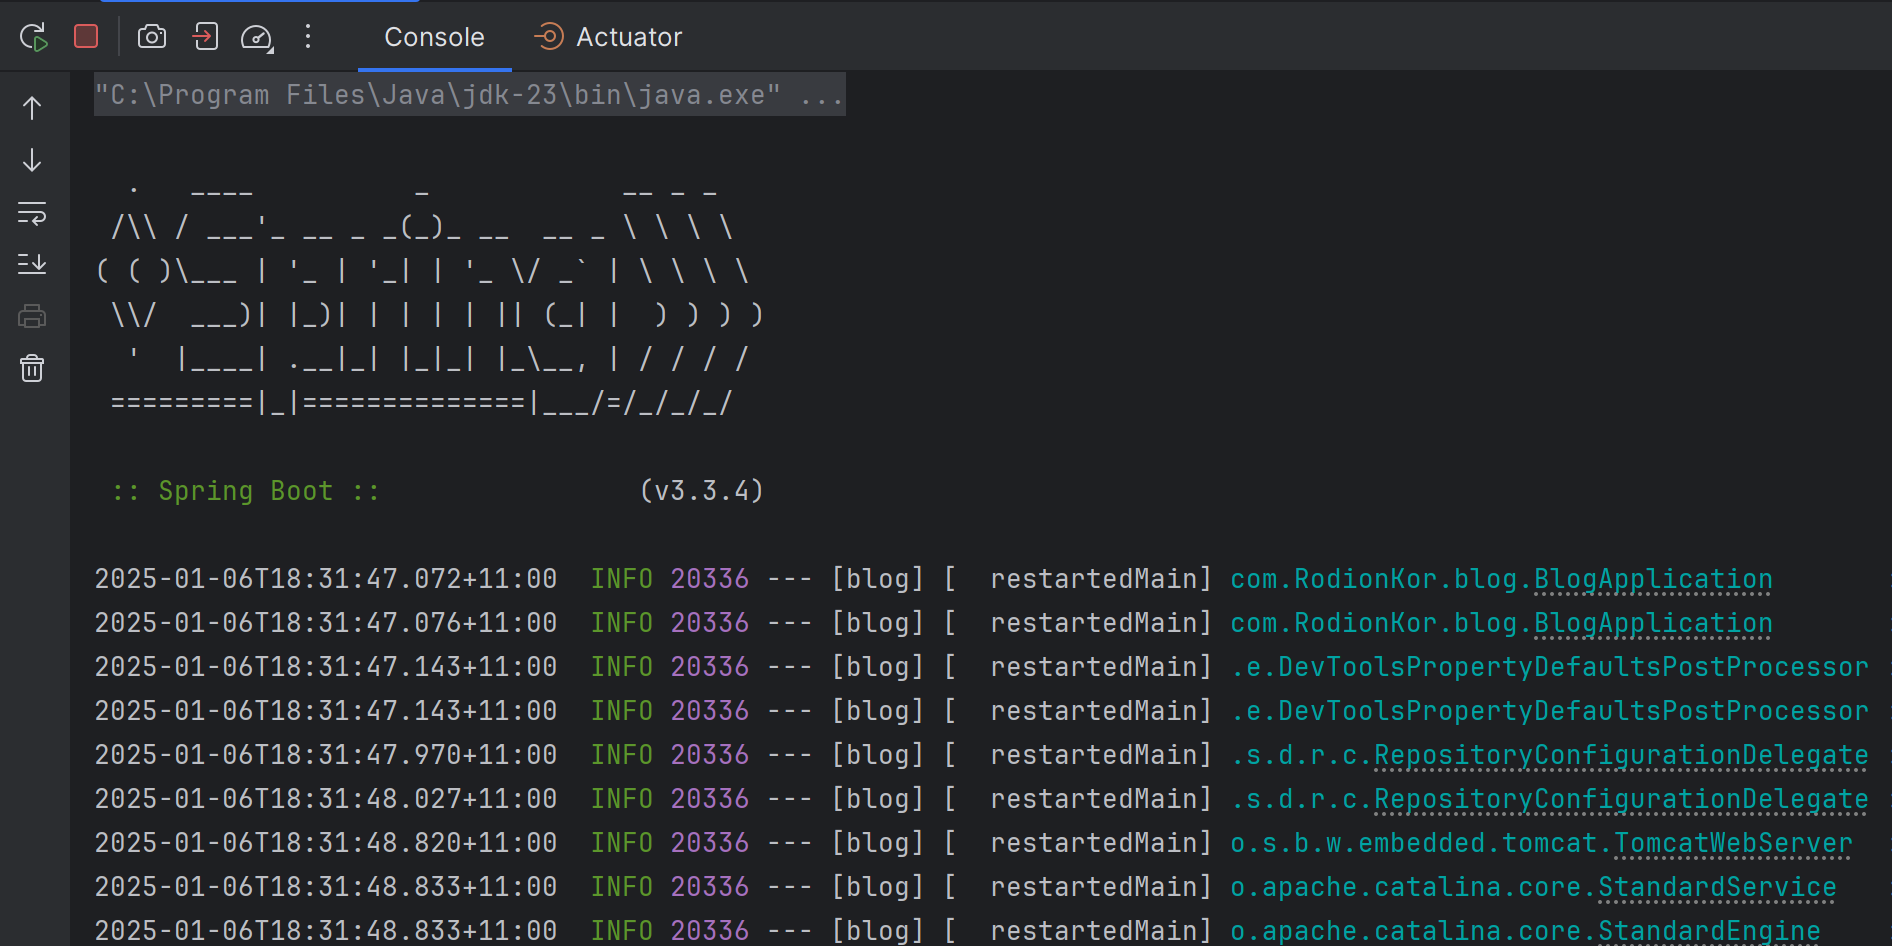 Console Actuator
"C:\Program Files\Java\jdk-23\bin\java.exe" ...
  .   ____          _            __ _ _
 /\\ / ___'_ __ _ _(_)_ __  __ _ \ \ \ \
( ( )\___ | '_ | '_| | '_ \/ _` | \ \ \ \
 \\/  ___)| |_)| | | | | || (_| |  ) ) ) )
  '  |____| .__|_| |_|_| |_\__, | / / / /
 =========|_|==============|___/=/_/_/_/
 :: Spring Boot ::                (v3.3.4)
2025-01-06T18:31:47.072+11:00  INFO 20336 --- [blog] [  restartedMain] com.RodionKor.blog.BlogApplication
2025-01-06T18:31:47.076+11:00  INFO 20336 --- [blog] [  restartedMain] com.RodionKor.blog.BlogApplication
2025-01-06T18:31:47.143+11:00  INFO 20336 --- [blog] [  restartedMain] .e.DevToolsPropertyDefaultsPostProcessor
2025-01-06T18:31:47.143+11:00  INFO 20336 --- [blog] [  restartedMain] .e.DevToolsPropertyDefaultsPostProcessor
2025-01-06T18:31:47.970+11:00  INFO 20336 --- [blog] [  restartedMain] .s.d.r.c.RepositoryConfigurationDelegate
2025-01-06T18:31:48.027+11:00  INFO 20336 --- [blog] [  restartedMain] .s.d.r.c.RepositoryConfigurationDelegate
2025-01-06T18:31:48.820+11:00  INFO 20336 --- [blog] [  restartedMain] o.s.b.w.embedded.tomcat.TomcatWebServer
2025-01-06T18:31:48.833+11:00  INFO 20336 --- [blog] [  restartedMain] o.apache.catalina.core.StandardService
2025-01-06T18:31:48.833+11:00  INFO 20336 --- [blog] [  restartedMain] o.apache.catalina.core.StandardEngine